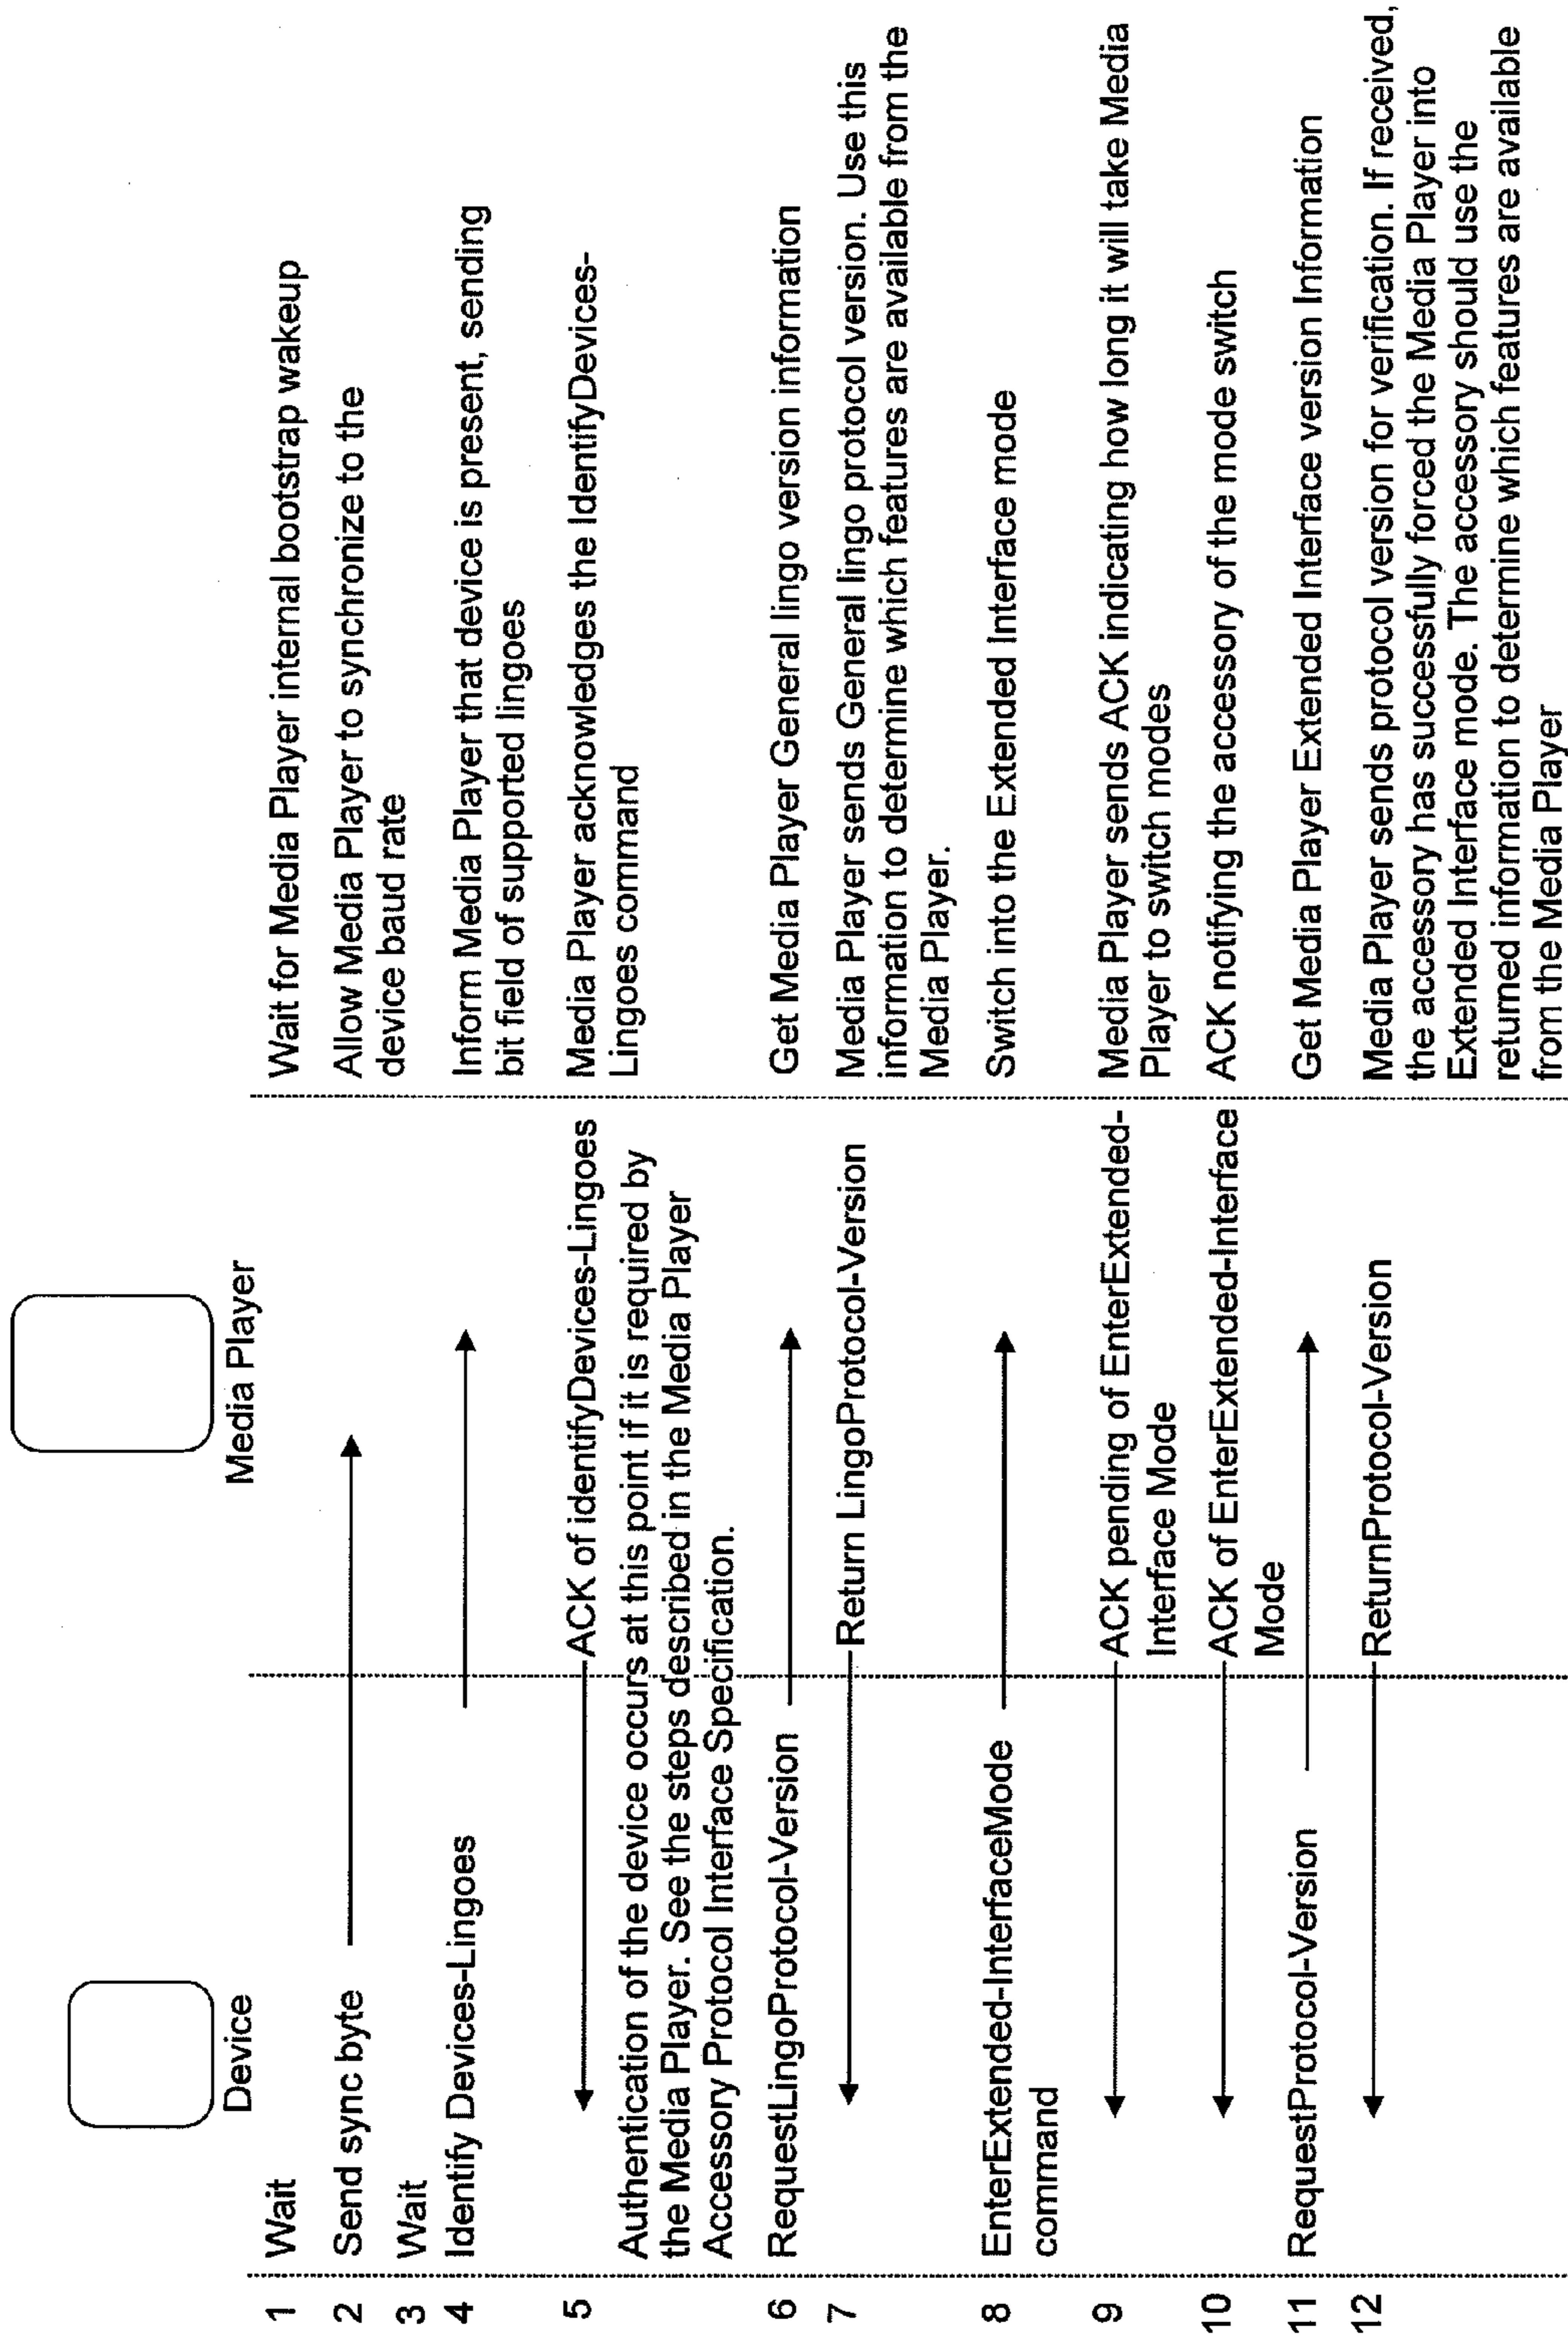 Device
Media Player
1
Wait
Wait for Media Player internal bootstrap wakeup
2
Send sync byte
Allow Media Player to synchronize to the
device baud rate
3
Wait
4
Identify Devices-Lingoes
Inform Media Player that device is present, sending
bit field of supported lingoes
5
ACK of identifyDevices-Lingoes
Media Player acknowledges the IdentifyDevices-
Lingoes command
Authentication of the device occurs at this point if it is required by
the Media Player. See the steps described in the Media Player
Accessory Protocol Interface Specification.
6
RequestLingoProtocol-Version
Get Media Player General lingo version information
7
Return LingoProtocol-Version
Media Player sends General lingo protocol version. Use this
information to determine which features are available from the
Media Player.
8
EnterExtended-InterfaceMode
command
Switch into the Extended Interface mode
9
ACK pending of EnterExtended-
Interface Mode
Media Player sends ACK indicating how long it will take Media
Player to switch modes
10
ACK of EnterExtended-Interface
Mode
ACK notifying the accessory of the mode switch
11
RequestProtocol-Version
Get Media Player Extended Interface version Information
12
ReturnProtocol-Version
Media Player sends protocol version for verification. If received,
the accessory has successfully forced the Media Player into
Extended Interface mode. The accessory should use the
returned information to determine which features are available
from the Media Player